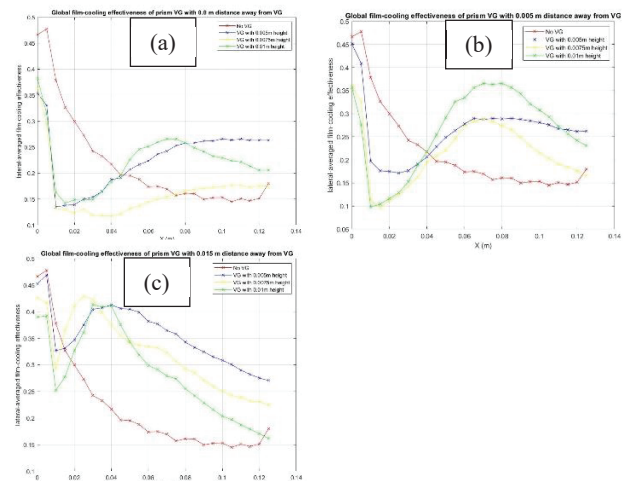 Global film-cooling effectiveness of prism VG with 0.0 m distance away from VG
(a)
No VG
VG with 0.005m height
VG with 0.0075m height
VG with 0.01m height
lateral-averaged film-cooling effectiveness
0.5
0.45
0.4
0.35
0.3
0.25
0.2
0.15
0.1
0 0.02 0.04 0.06 0.08 0.1 0.12 0.14
X (m)
Global film-cooling effectiveness of prism VG with 0.005 m distance away from VG
(b)
No VG
VG with 0.005m height
VG with 0.0075m height
VG with 0.01m height
lateral-averaged film-cooling effectiveness
0.5
0.45
0.4
0.35
0.3
0.25
0.2
0.15
0.1
0.05
0 0.02 0.04 0.06 0.08 0.1 0.12 0.14
X (m)
Global film-cooling effectiveness of prism VG with 0.015 m distance away from VG
(c)
No VG
VG with 0.005m height
VG with 0.0075m height
VG with 0.01m height
lateral-averaged film-cooling effectiveness
0.5
0.45
0.4
0.35
0.3
0.25
0.2
0.15
0.1
0 0.02 0.04 0.06 0.08 0.1 0.12 0.14